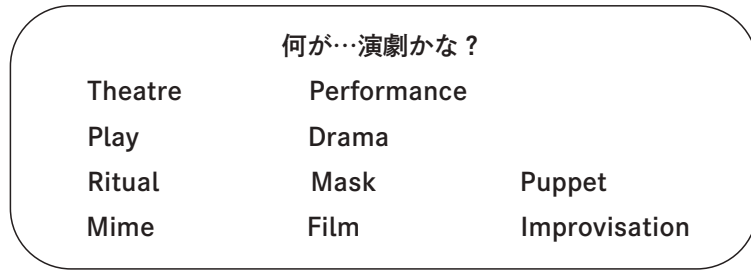 何が…演劇かな？
Theatre Performance
Play Drama
Ritual Mask Puppet
Mime Film Improvisation